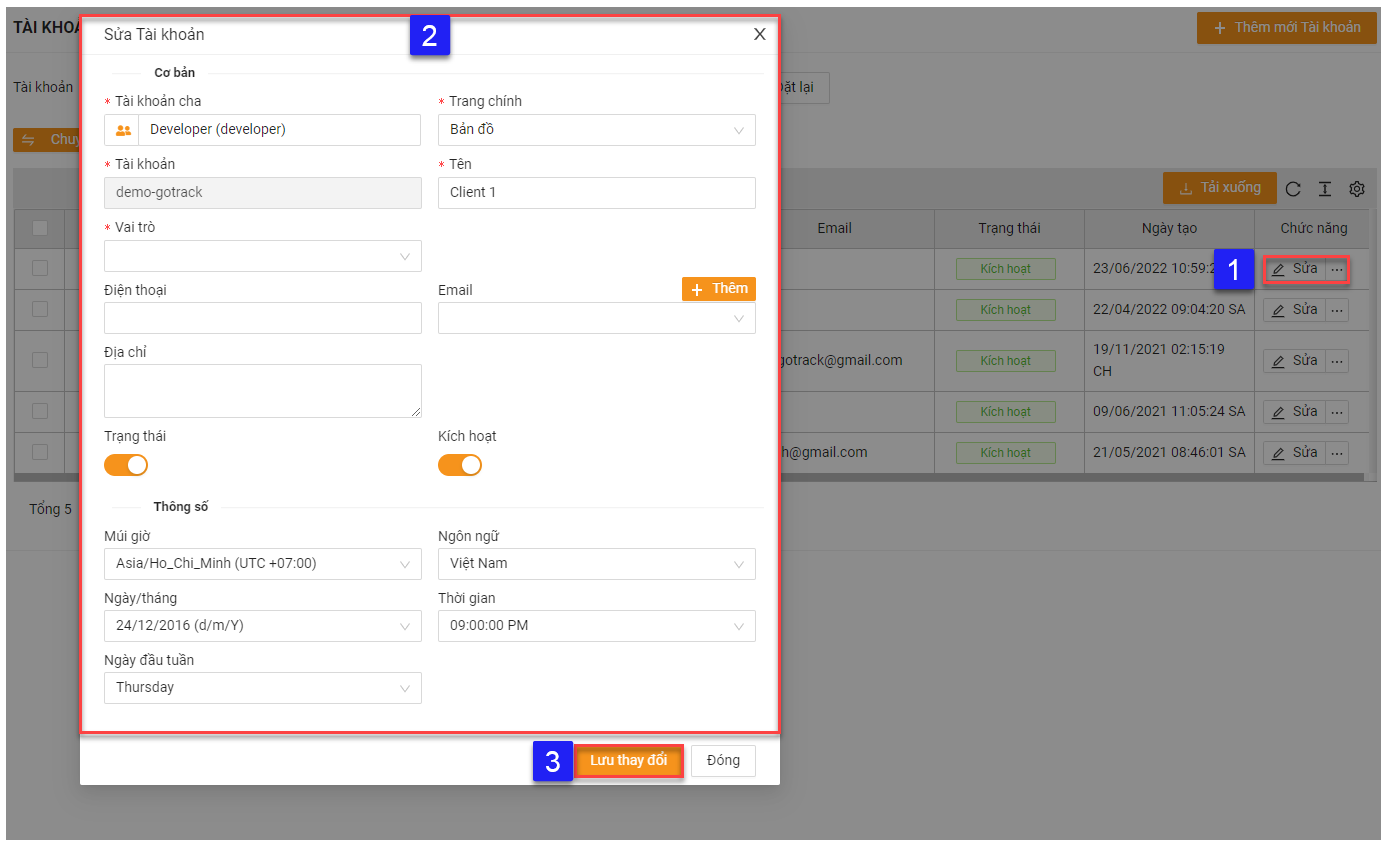 TÀI KHOẢ
Sửa Tài khoản
2
X
+ Thêm mới Tài khoản
Cơ bản
Tài khoản
* Tài khoản cha
* Trang chính
Đặt lại
Developer (developer)
Bản đồ
Chuy
* Tài khoản
* Tên
demo-gotrack
Client 1
Tải xuống
* Vai trò
Email
Trạng thái
Ngày tạo
Chức năng
Kích hoạt
23/06/2022 10:59:2
1
Sửa
...
Điện thoại
Email
+ Thêm
Kích hoạt
22/04/2022 09:04:20 SA
Sửa
...
Địa chỉ
gotrack@gmail.com
Kích hoạt
19/11/2021 02:15:19
CH
Sửa
...
Kích hoạt
09/06/2021 11:05:24 SA
Sửa
...
Trạng thái
Kích hoạt
h@gmail.com
Kích hoạt
21/05/2021 08:46:01 SA
Sửa
...
Thông số
Tổng 5
Múi giờ
Ngôn ngữ
Asia/Ho_Chi_Minh (UTC +07:00)
Việt Nam
Ngày/tháng
Thời gian
24/12/2016 (d/m/Y)
09:00:00 PM
Ngày đầu tuần
Thursday
3
Lưu thay đổi
Đóng